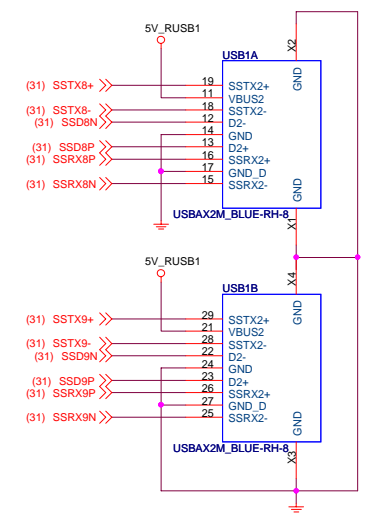 5V_RUSB1
USB1A
X2
GND
(31) SSTX8+ 19 SSTX2+
11 VBUS2
(31) SSTX8- 18 SSTX2-
(31) SSD8N 12 D2-
14 GND
(31) SSD8P 13 D2+
(31) SSRX8P 16 SSRX2+
17 GND_D
(31) SSRX8N 15 SSRX2-
GND
USBAX2M_BLUE-RH-8
X1
5V_RUSB1
USB1B
X4
GND
(31) SSTX9+ 29 SSTX2+
21 VBUS2
(31) SSTX9- 28 SSTX2-
(31) SSD9N 22 D2-
24 GND
(31) SSD9P 23 D2+
(31) SSRX9P 26 SSRX2+
27 GND_D
(31) SSRX9N 25 SSRX2-
GND
USBAX2M_BLUE-RH-8
X3